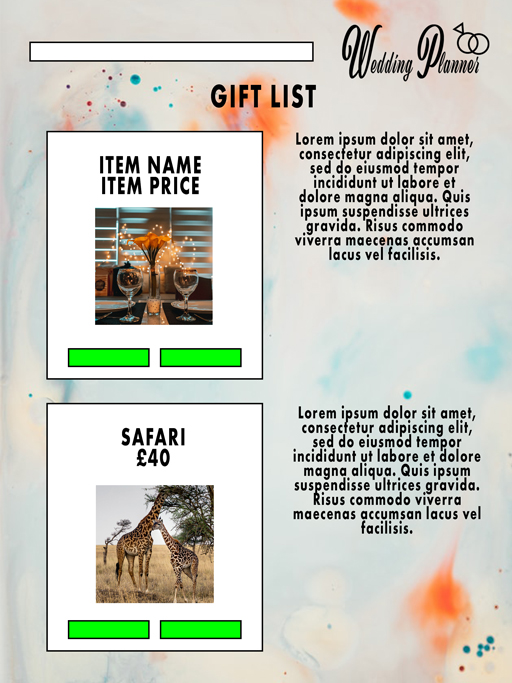 Wedding Planner
GIFT LIST
ITEM NAME
ITEM PRICE
Lorem ipsum dolor sit amet,
consectetur adipiscing elit,
sed do eiusmod tempor
incididunt ut labore et
dolore magna aliqua. Quis
ipsum suspendisse ultrices
gravida. Risus commodo
viverra maecenas accumsan
lacus vel facilisis.
SAFARI
£40
Lorem ipsum dolor sit amet,
consectetur adipiscing elit,
sed do eiusmod tempor
incididunt ut labore et dolore
magna aliqua. Quis ipsum
suspendisse ultrices gravida.
Risus commodo viverra
maecenas accumsan lacus vel
facilisis.